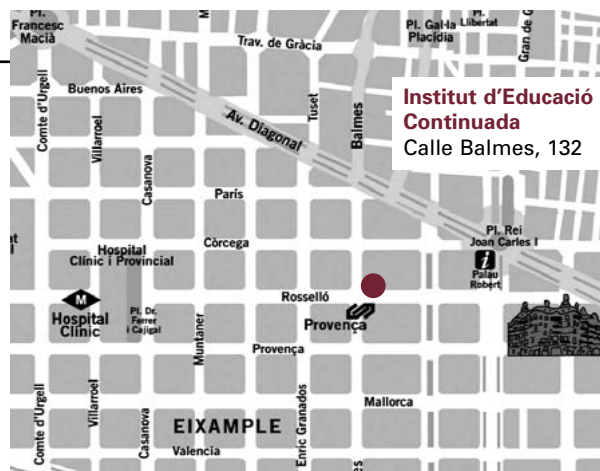 Pl.
Francesc
Macià
Trav. de Gràcia
Pl. Gal·la
Placídia
Pl.
Llibertat
Gran de G
M
Comte d'Urgell
Buenos Aires
Villarroel
Casanova
Tuset
Balmes
Av. Diagonal
Institut d'Educació
Continuada
Calle Balmes, 132
París
Còrcega
Hospital
Clínic i Provincial
Pl. Rei
Joan Carles I
i
Palau
Robert
M
Hospital
Clínic
Pl. Dr.
Ferrer
i Cajigal
Rosselló
Provença
Muntaner
Provença
Mallorca
Comte d'Urgell
Villarroel
Casanova
EIXAMPLE
Valencia
Enric Granados